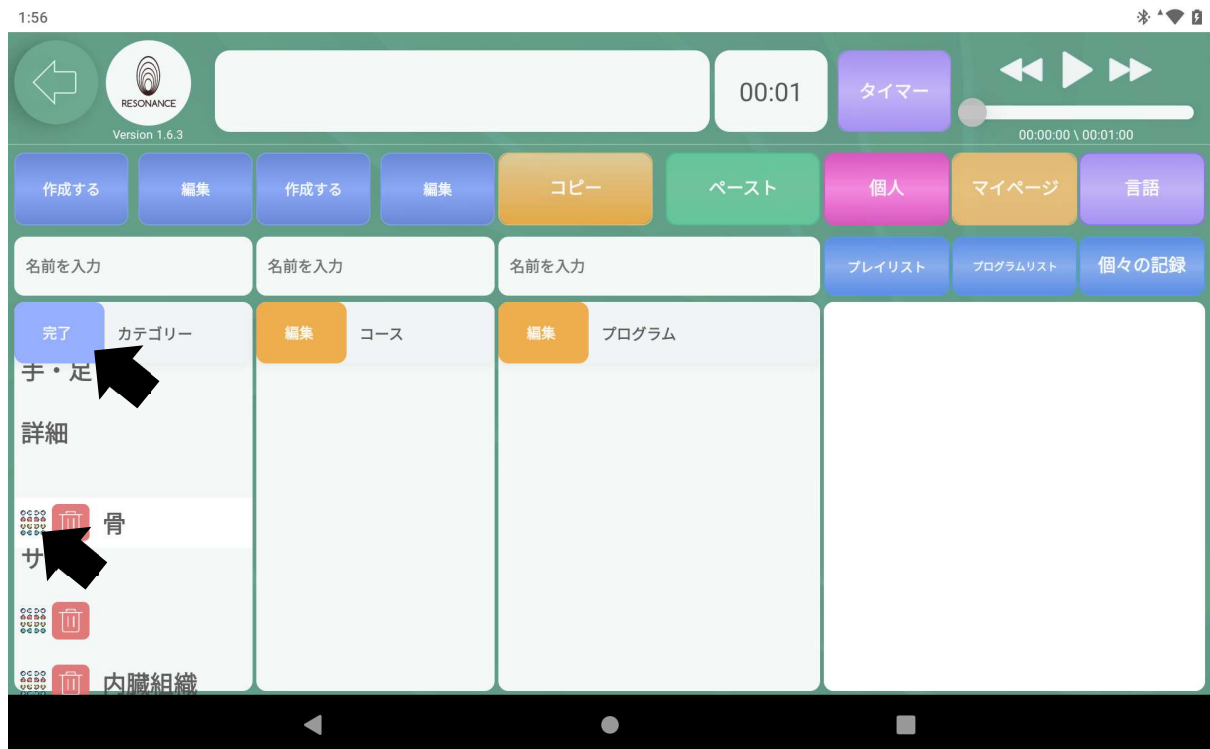 1:56
RESONANCE
Version 1.6.3
00:01
タイマー
00:00:00 \ 00:01:00
作成する
編集
作成する
編集
コピー
ペースト
個人
マイページ
言語
名前を入力
名前を入力
名前を入力
プレイリスト
プログラムリスト
個々の記録
完了
カテゴリー
編集
コース
編集
プログラム
手・足
詳細
骨
サ
内臓組織